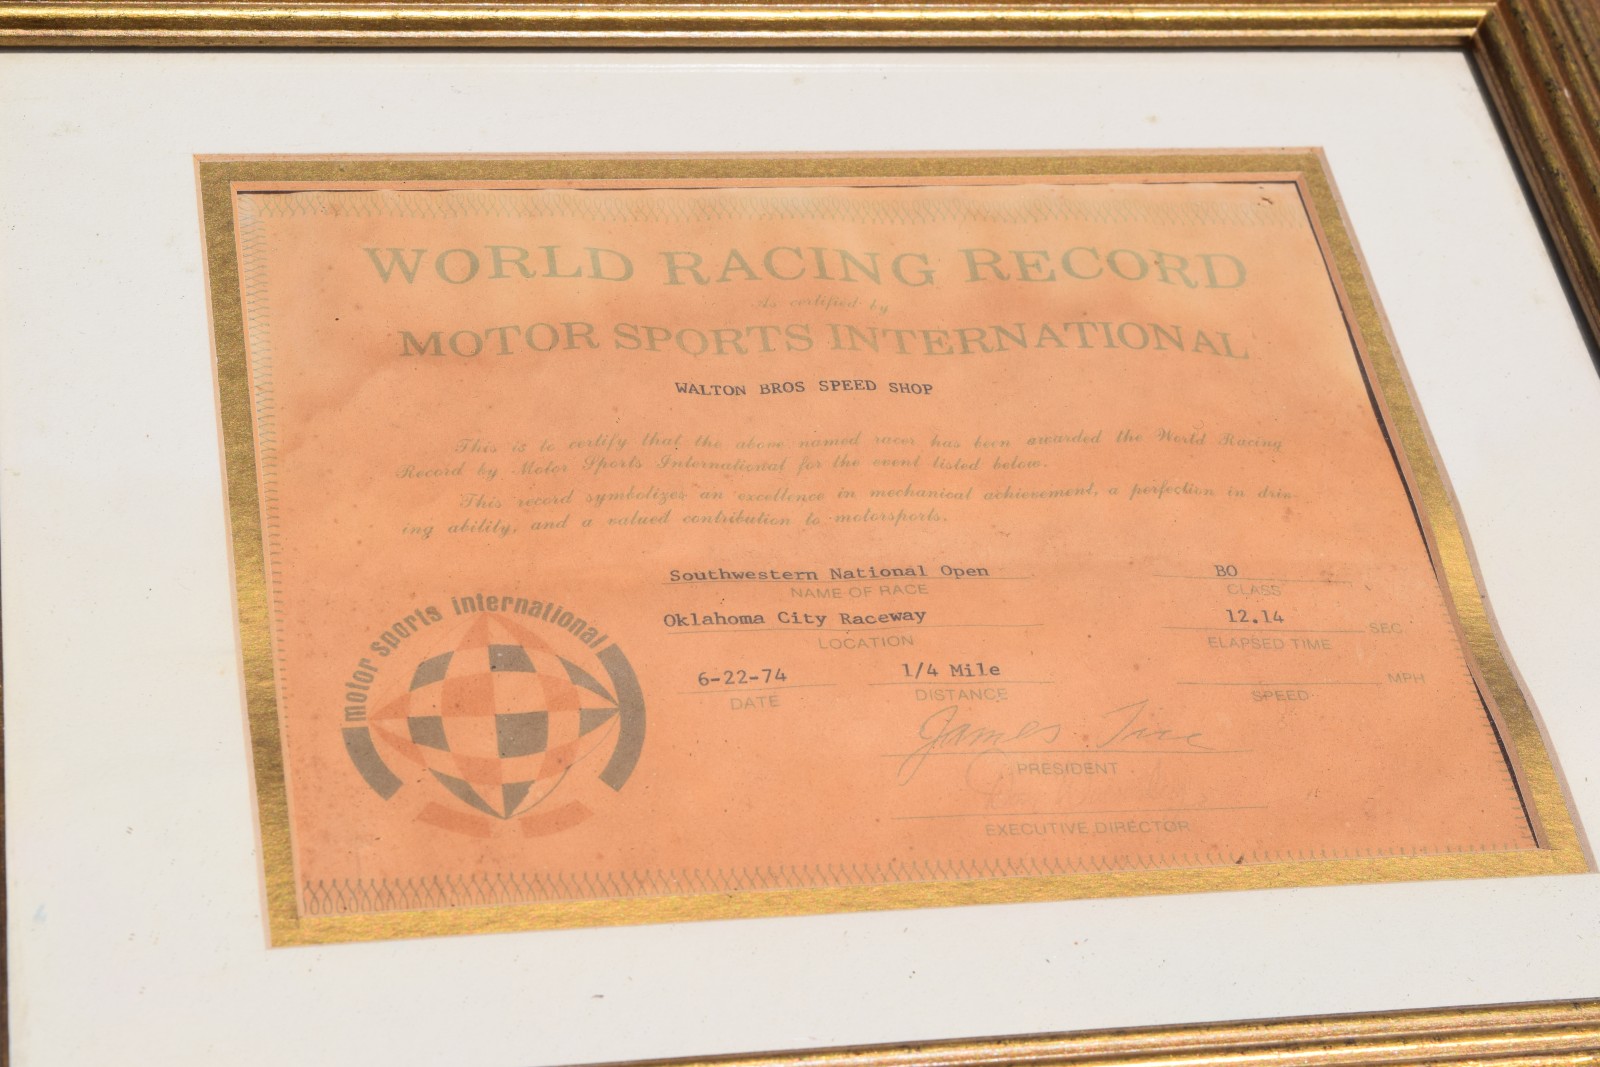 WORLD RACING RECORD
As certified by
MOTOR SPORTS INTERNATIONAL
WALTON BROS SPEED SHOP
This is to certify that the above named racer has been awarded the World Racing
Record by Motor Sports International for the event listed below.
This record symbolizes an excellence in mechanical achievement, a perfection in driv-
ing ability, and a valued contribution to motorsports.
Southwestern National Open BO
NAME OF RACE CLASS
Oklahoma City Raceway 12.14 SEC
LOCATION ELAPSED TIME
6-22-74 1/4 Mile MPH
DATE DISTANCE SPEED
motor sports international
James
PRESIDENT
EXECUTIVE DIRECTOR